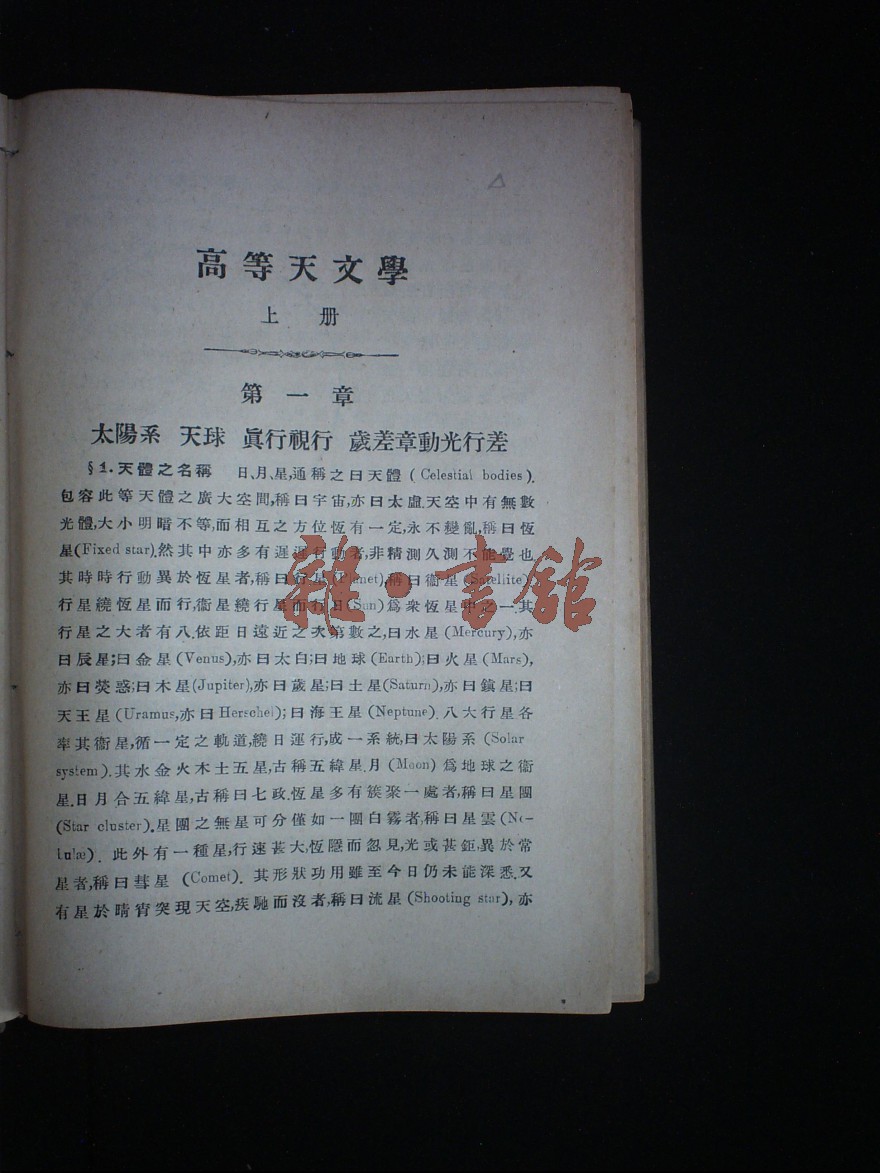 高等天文學
上册
第一章
太陽系 天球 眞行視行 歲差章動光行差
§1.天體之名稱 日、月、星,通稱之曰天體(Celestial bodies).
包容此等天體之廣大空間,稱曰宇宙,亦曰太虛.天空中有無數
光體,大小明暗不等,而相互之方位恆有一定,永不變亂,稱曰恆
星(Fixed star),然其中亦多有遲遲行動者,非精測久測不能覺也.
其時時行動異於恆星者,稱曰行星(Planet),稱曰衞星(Satellite).
行星繞恆星而行,衞星繞行星而行.日(Sun)爲衆恆星中之一.其
行星之大者有八.依距日遠近之次第數之,曰水星(Mercury),亦
曰辰星;曰金星(Venus),亦曰太白;曰地球(Earth);曰火星(Mars),
亦曰熒惑;曰木星(Jupiter),亦曰歲星;曰土星(Saturn),亦曰鎭星;曰
天王星(Uramus,亦曰Herschel);曰海王星(Neptune).八大行星各
率其衞星,循一定之軌道,繞日運行,成一系統,曰太陽系(Solar
system).其水金火木土五星,古稱五緯星.月(Moon)爲地球之衞
星.日月合五緯星,古稱曰七政.恆星多有簇聚一處者,稱曰星團
(Star cluster).星團之無星可分僅如一團白霧者,稱曰星雲(Ne-
bulæ). 此外有一種星,行速甚大,恆隱而忽見,光或甚鉅,異於常
星者,稱曰彗星(Comet). 其形狀功用雖至今日仍未能深悉.又
有星於晴宵突現天空,疾馳而沒者,稱曰流星(Shooting star),亦
雜·書館